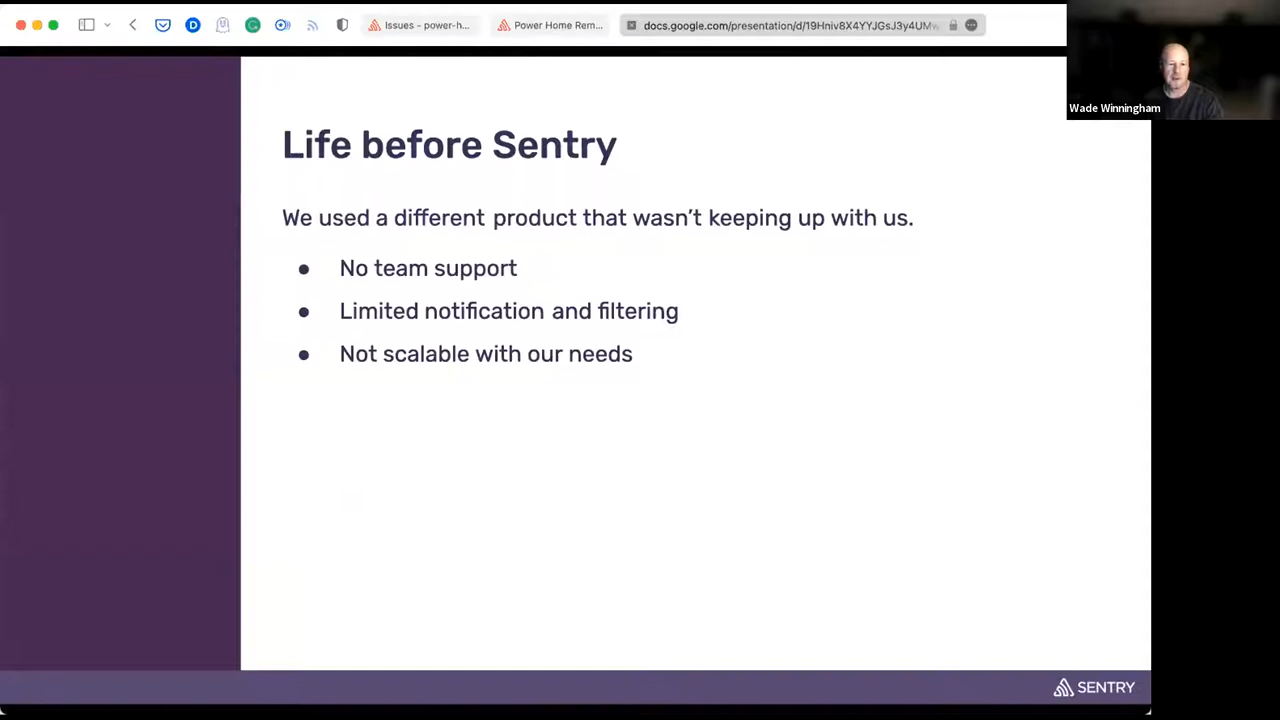 Issues - power-h...
Power Home Rem...
docs.google.com/presentation/d/19Hniv8X4YYJGsJ3y4UM
Wade Winningham
Life before Sentry
We used a different product that wasn’t keeping up with us.
● No team support
● Limited notification and filtering
● Not scalable with our needs
SENTRY